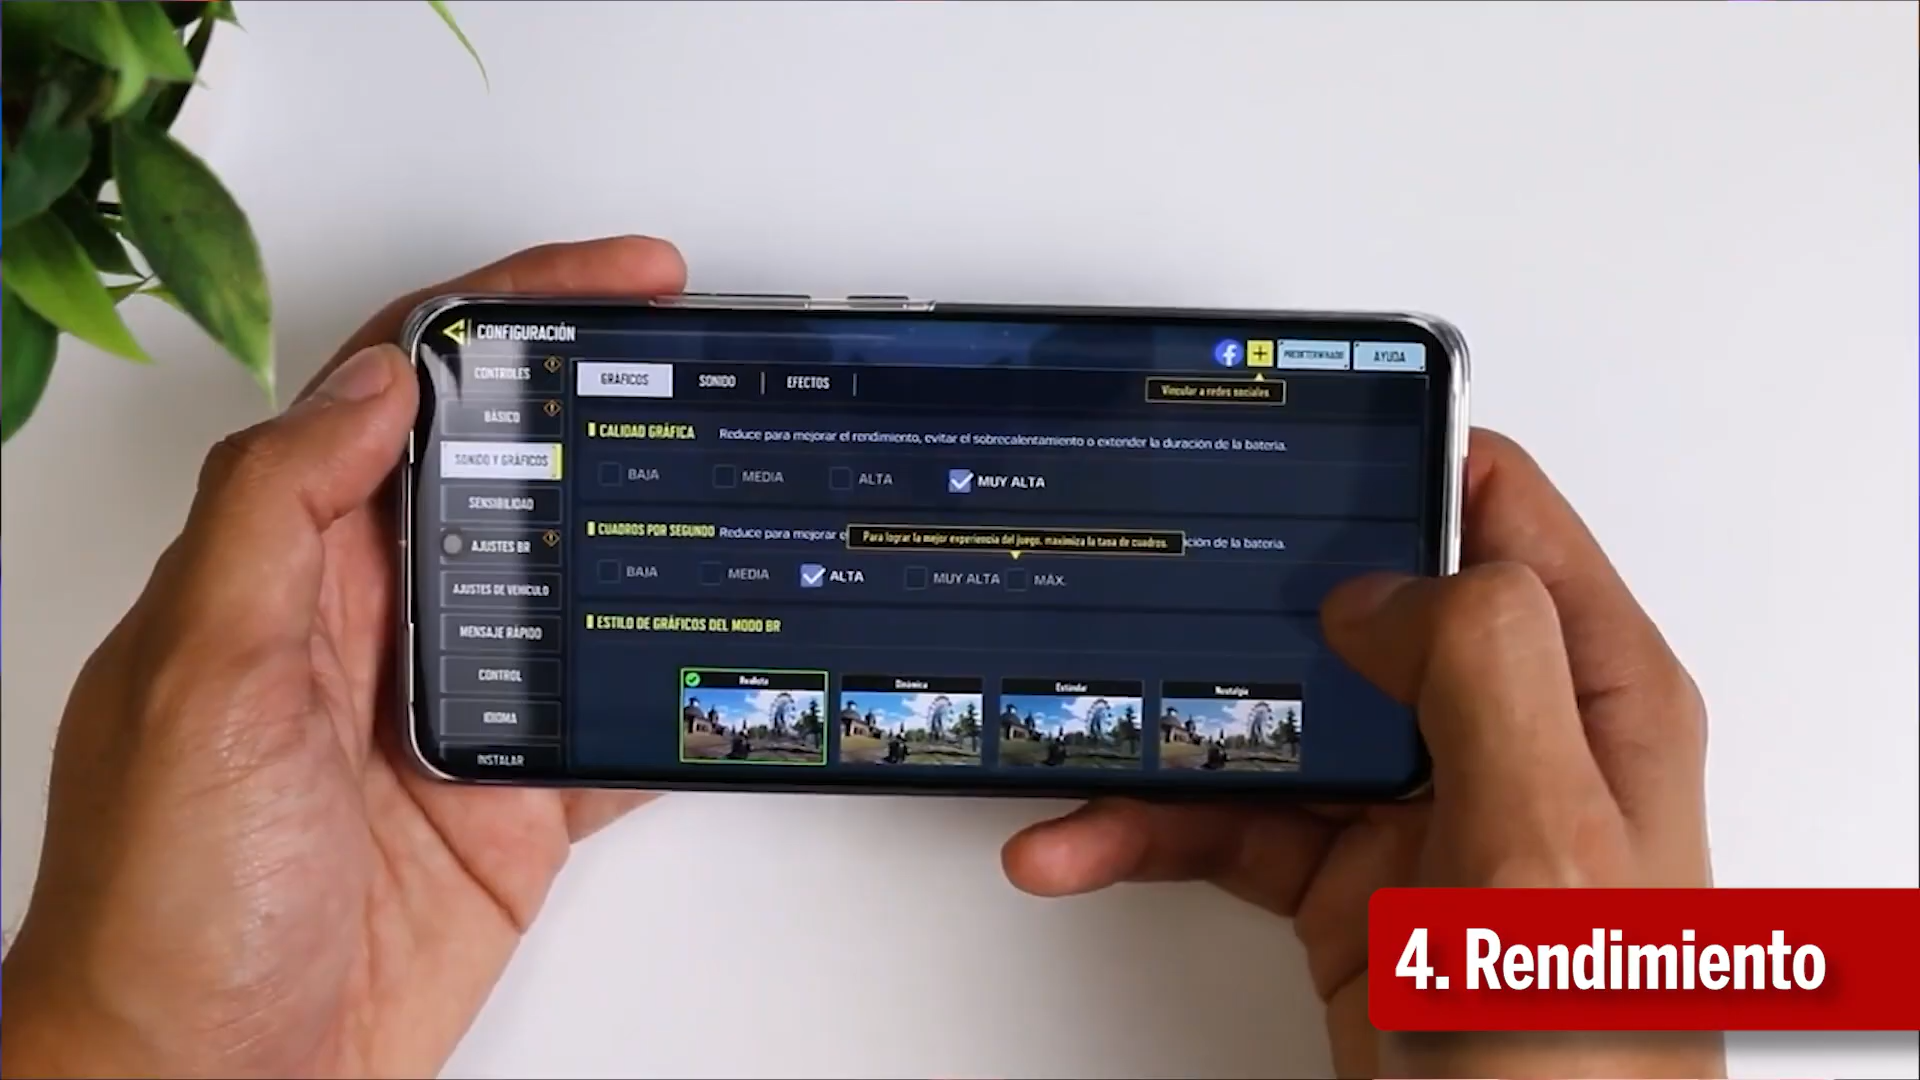 CONFIGURACIÓN
PREDETERMINADO
AYUDA
Vincular a redes sociales
CONTROLES
BÁSICO
SONIDO Y GRÁFICOS
SENSIBILIDAD
AJUSTES BR
AJUSTES DE VEHÍCULO
MENSAJE RÁPIDO
CONTROL
IDIOMA
INSTALAR
GRÁFICOS
SONIDO
EFECTOS
CALIDAD GRÁFICA Reduce para mejorar el rendimiento, evitar el sobrecalentamiento o extender la duración de la batería.
BAJA
MEDIA
ALTA
MUY ALTA
CUADROS POR SEGUNDO Reduce para mejorar e
Para lograr la mejor experiencia del juego, maximiza la tasa de cuadros.
ción de la batería.
BAJA
MEDIA
ALTA
MUY ALTA
MÁX.
ESTILO DE GRÁFICOS DEL MODO BR
Realista
Dinámica
Estándar
Nostalgia
4. Rendimiento